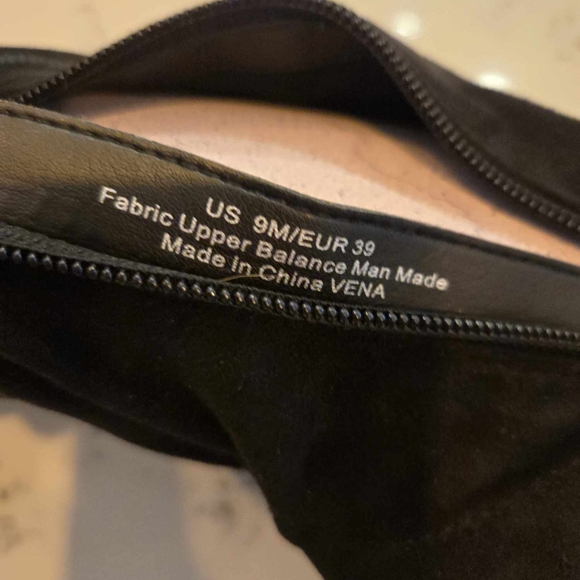 US 9M/EUR 39
Fabric Upper Balance Man Made
Made in China VENA